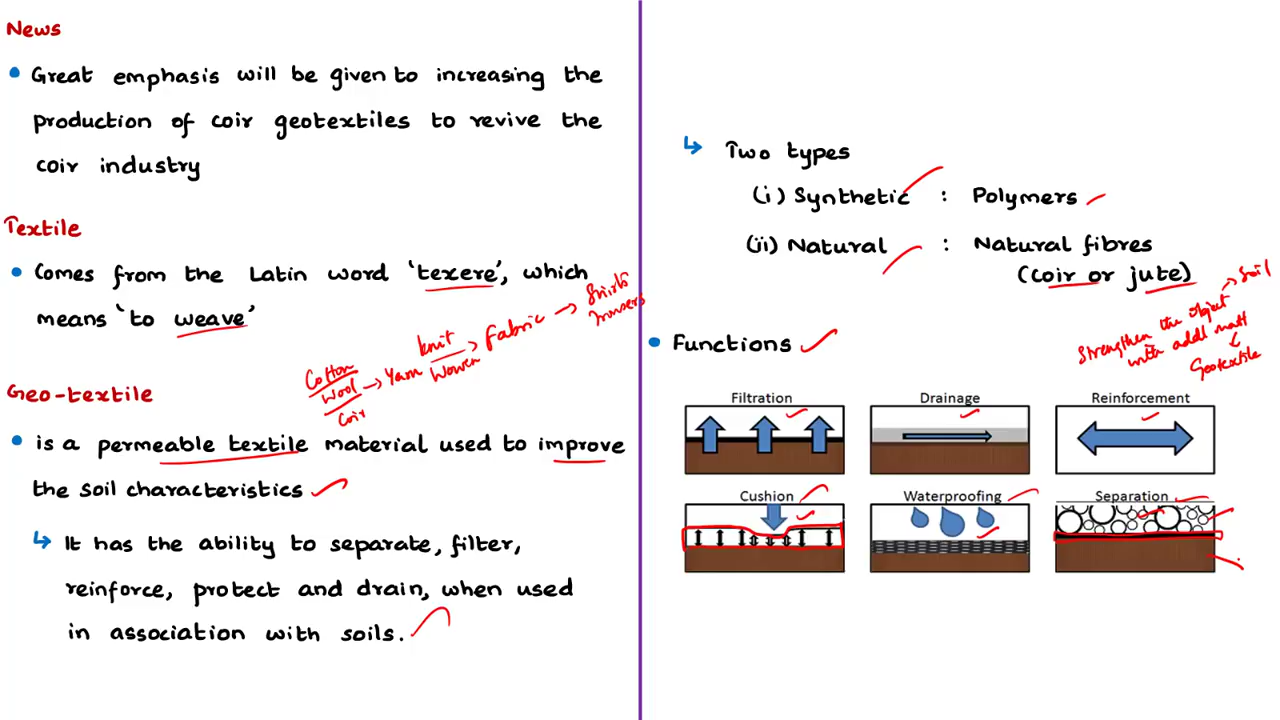 News
• Great emphasis will be given to increasing the
production of coir geotextiles to revive the
coir industry
Textile
• Comes from the Latin word 'texere', which
means 'to weave'
Cotton
Wool
Coir
→ Yarn
knit
Woven
→ Fabric → Shirts
Trousers
Geo-textile
• is a permeable textile material used to improve
the soil characteristics
↳ It has the ability to separate, filter,
reinforce, protect and drain, when used
in association with soils.
↳ Two types
(i) Synthetic : Polymers
(ii) Natural : Natural fibres
(coir or jute)
• Functions
Strengthen the object → Soil
with addl matl
Geotextile
Filtration Drainage Reinforcement
Cushion Waterproofing Separation